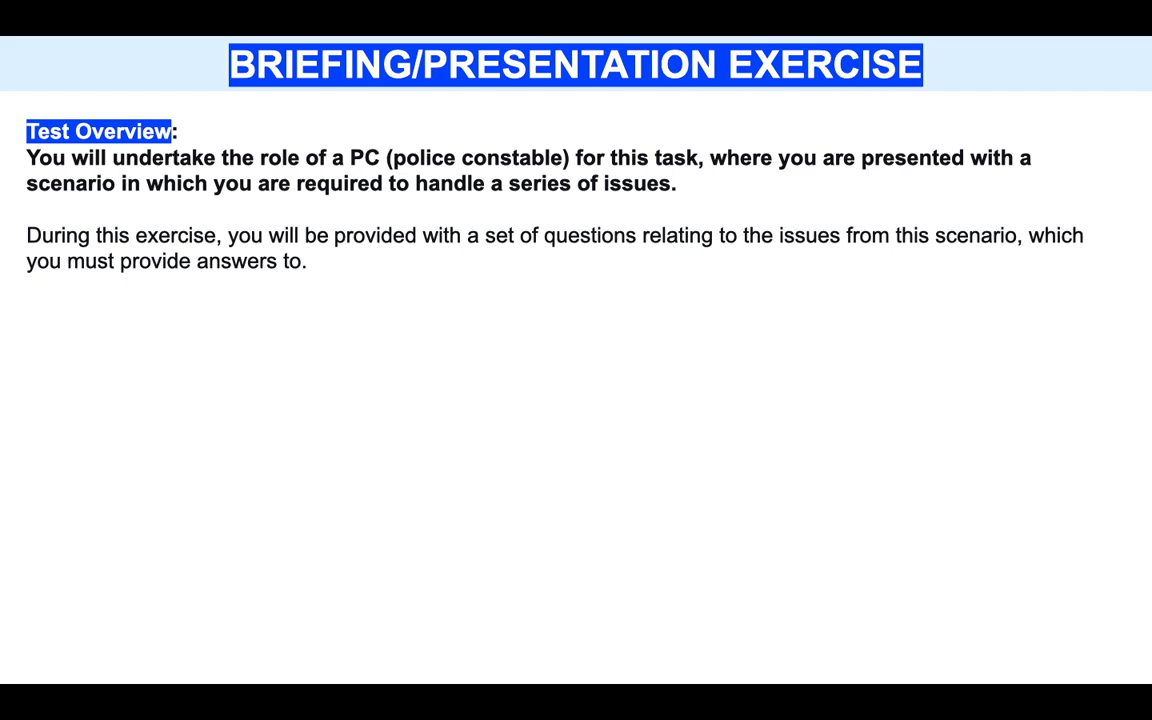 BRIEFING/PRESENTATION EXERCISE
Test Overview:
You will undertake the role of a PC (police constable) for this task, where you are presented with a
scenario in which you are required to handle a series of issues.
During this exercise, you will be provided with a set of questions relating to the issues from this scenario, which
you must provide answers to.